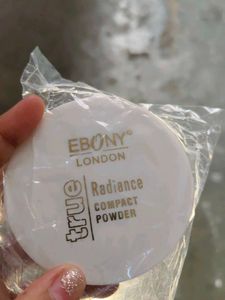 EBONY®
LONDON
true
Radiance
COMPACT
POWDER